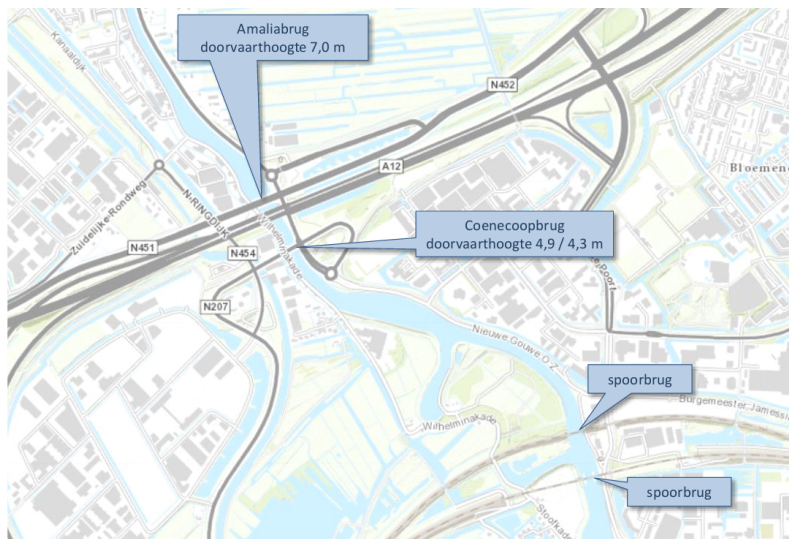 Amaliabrug
doorvaarthoogte 7,0 m
Kanaaldijk
N452
A12
Bloemen
Zuidelijke-Rondweg
N-RINGDIJK
Wilhelminakade
Coenecoopbrug
doorvaarthoogte 4,9 / 4,3 m
N451
N454
Poort
N207
Nieuwe Gouwe O.Z.
spoorbrug
Burgemeester Jamessin
Wilhelminakade
spoorbrug
Stoofkade